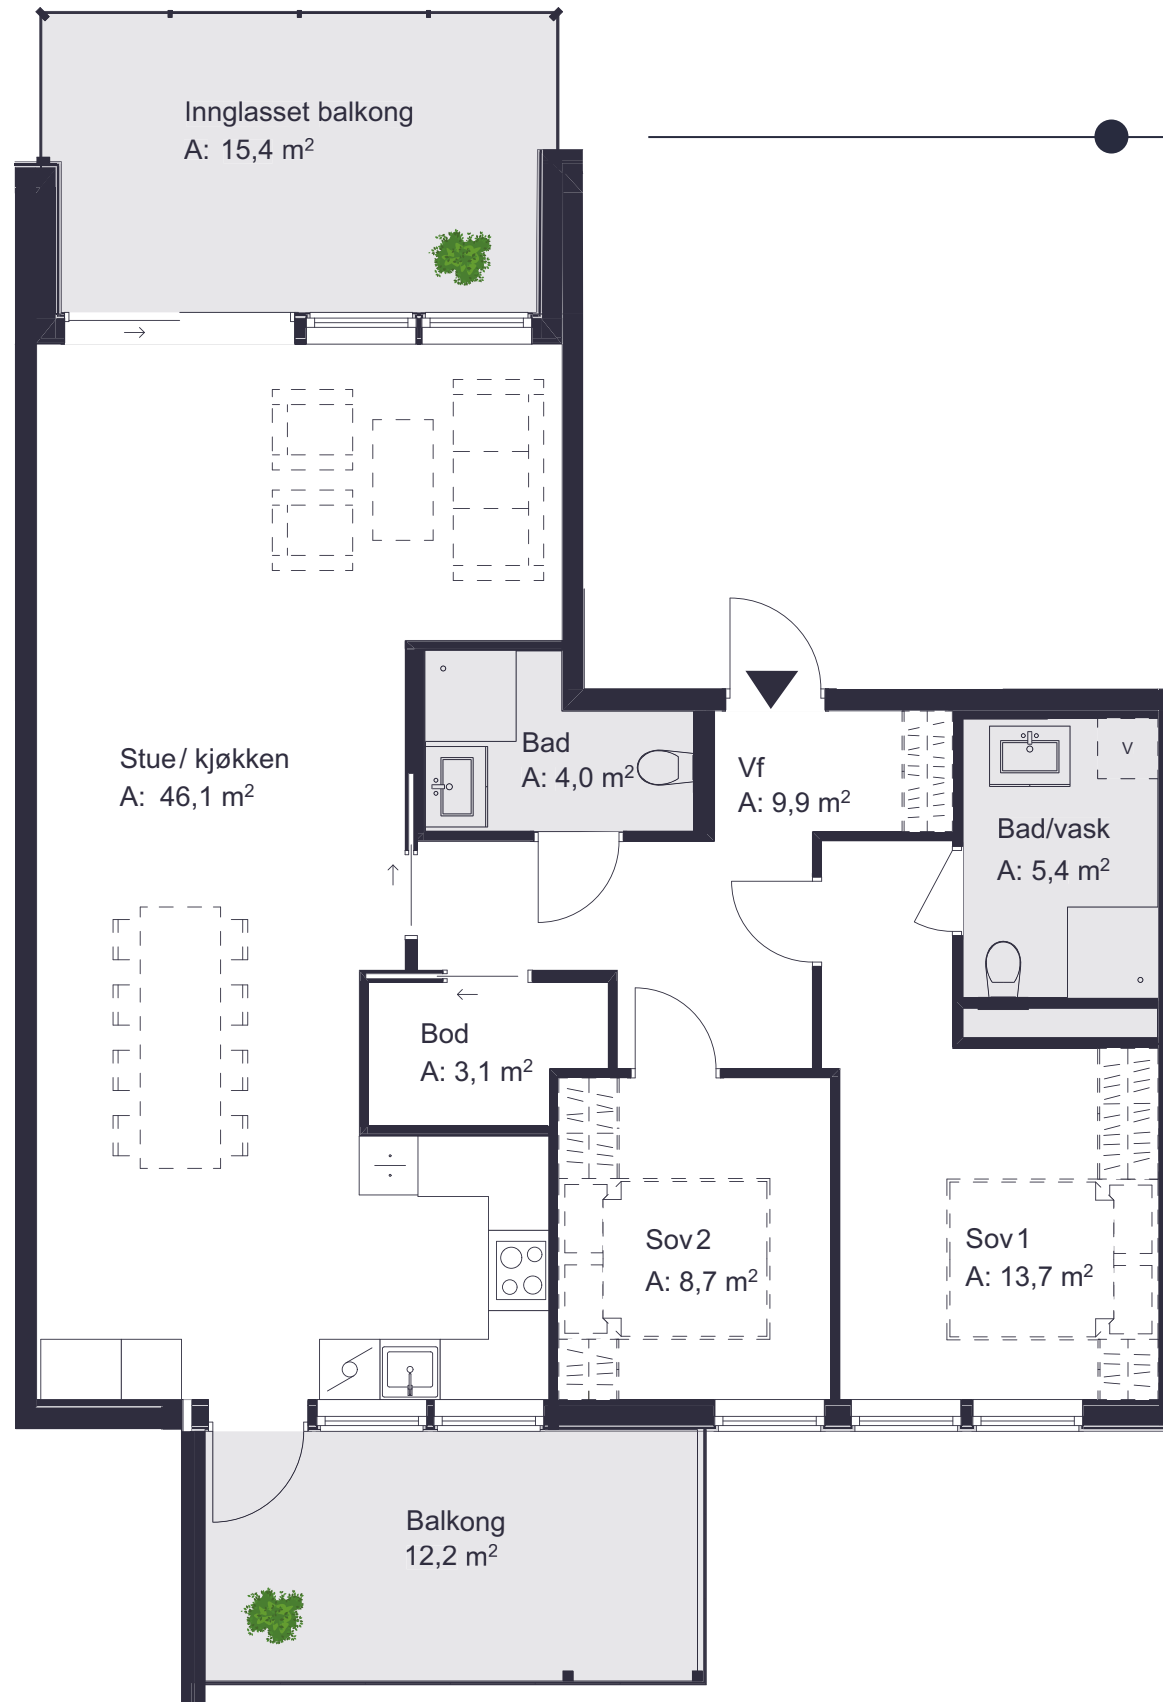 Innglasset balkong
A: 15,4 m²
Stue/ kjøkken
A: 46,1 m²
Bad
A: 4,0 m²
Vf
A: 9,9 m²
V
Bad/vask
A: 5,4 m²
Bod
A: 3,1 m²
Sov 2
A: 8,7 m²
Sov 1
A: 13,7 m²
Balkong
12,2 m²